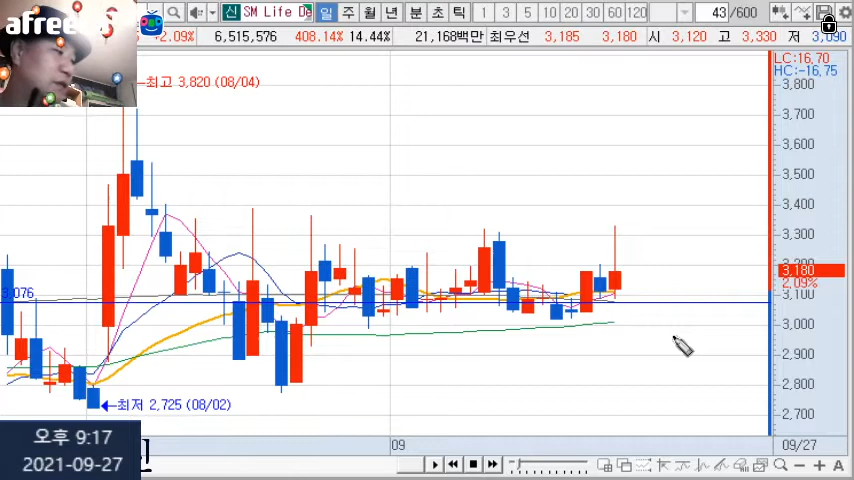 afreeca
신 SM Life De 일 주 월 년 분 초 틱 1 3 5 10 20 30 60 120 43 /600
2.09% 6,515,576 408.14% 14.44% 21,168백만 최우선 3,185 3,180 시 3,120 고 3,330 저 3,090
LC:16,70
HC:-16,75
최고 3,820 (08/04)
3,800
3,700
3,600
3,500
3,400
3,300
3,200
3,180
2.09%
3,100
3,076
3,000
2,900
2,800
2,700
최저 2,725 (08/02)
오후 9:17
2021-09-27
09
09/27
A